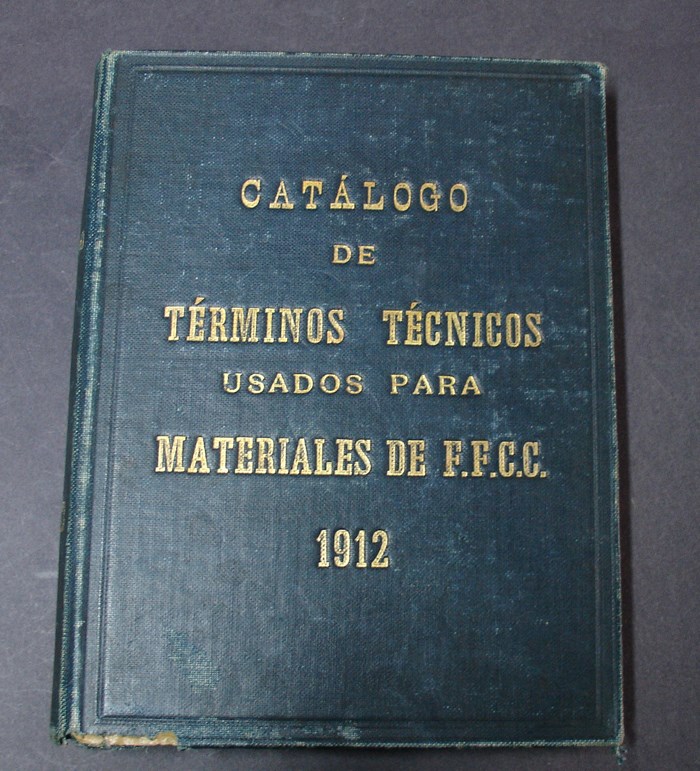 CATÁLOGO
DE
TÉRMINOS TÉCNICOS
USADOS PARA
MATERIALES DE F.F.C.C.
1912